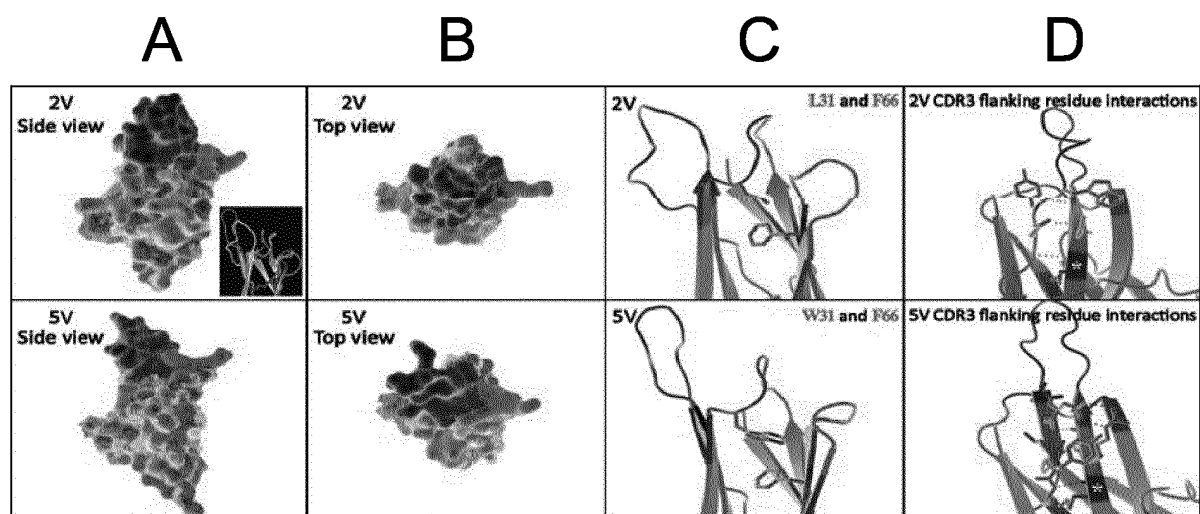 A B C D
2V
Side view
2V
Top view
2V
L31 and F66
2V CDR3 flanking residue interactions
*
5V
Side view
5V
Top view
5V
W31 and F66
5V CDR3 flanking residue interactions
*